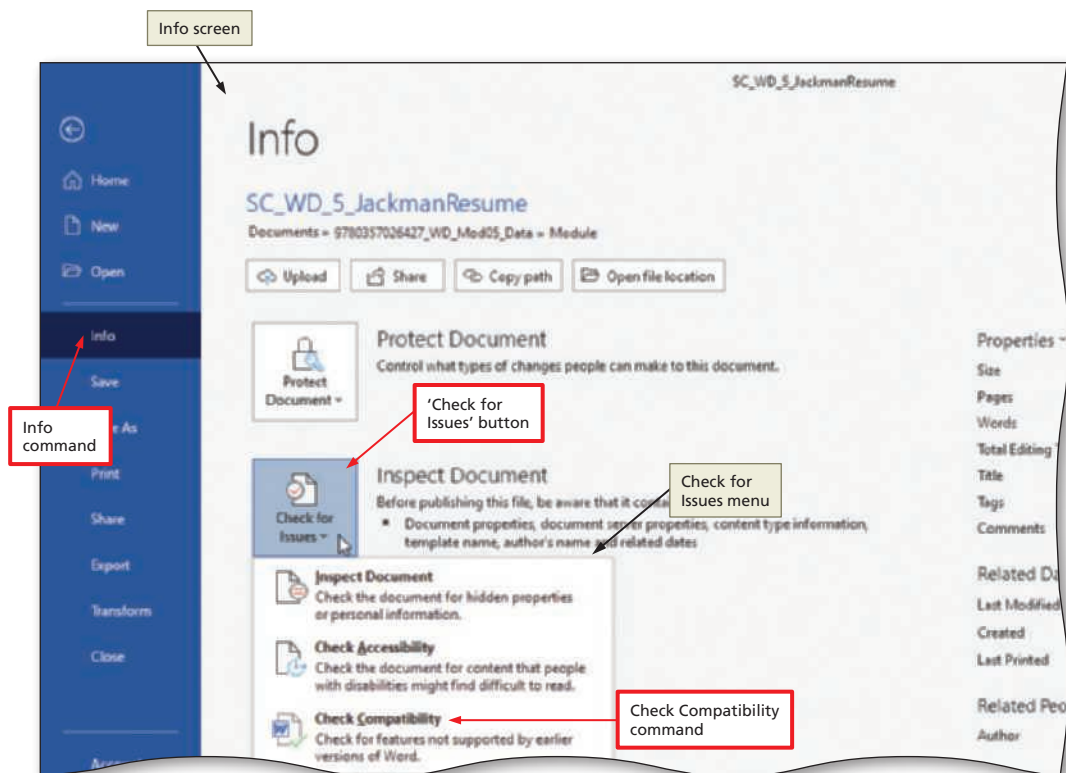 Info screen
SC_WD_5_JackmanResume
Info
Home
New
Open
Info
Save
As
Print
Share
Export
Transform
Close
SC_WD_5_JackmanResume
Documents » 9780357026427_WD_Mod05_Data » Module
Upload
Share
Copy path
Open file location
Protect
Document
Protect Document
Control what types of changes people can make to this document.
Info
command
'Check for
Issues' button
Check for
Issues
Inspect Document
Before publishing this file, be aware that it
Document properties, document server properties, content type information,
template name, author's name and related dates
Check for
Issues menu
Inspect Document
Check the document for hidden properties
or personal information.
Check Accessibility
Check the document for content that people
with disabilities might find difficult to read.
Check Compatibility
Check for features not supported by earlier
versions of Word.
Check Compatibility
command
Properties
Size
Pages
Words
Total Editing
Title
Tags
Comments
Related
Last Modified
Created
Last Printed
Related
Author